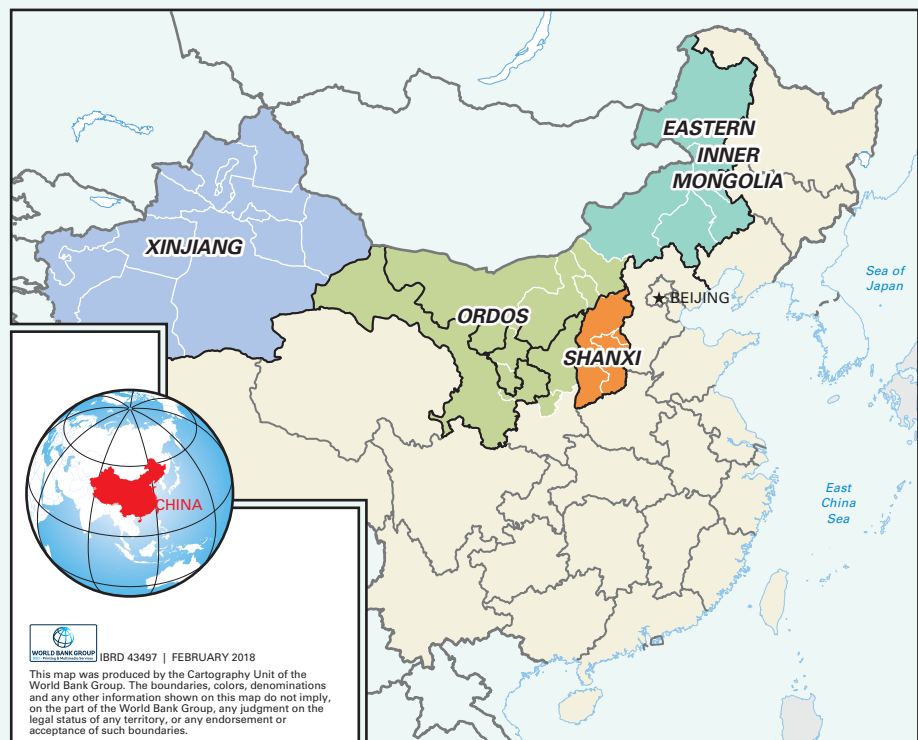 EASTERN
INNER
MONGOLIA
XINJIANG
Sea of
Japan
BEIJING
ORDOS
SHANXI
East
China
Sea
CHINA
WORLD BANK GROUP
IBRD 43497 | FEBRUARY 2018
This map was produced by the Cartography Unit of the
World Bank Group. The boundaries, colors, denominations
and any other information shown on this map do not imply,
on the part of the World Bank Group, any judgment on the
legal status of any territory, or any endorsement or
acceptance of such boundaries.